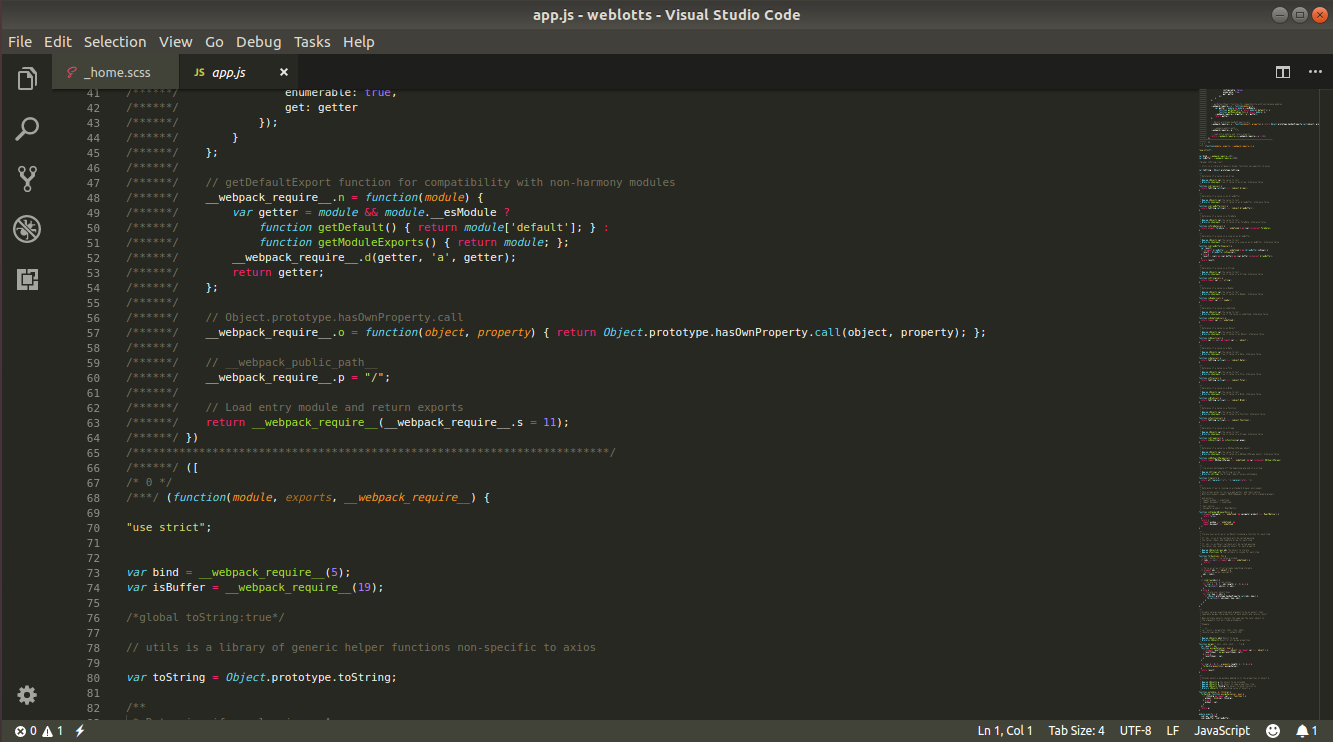 app.js - weblotts - Visual Studio Code
File Edit Selection View Go Debug Tasks Help
_home.scss JS app.js
41 /******/ enumerable: true,
42 /******/ get: getter
43 /******/ });
44 /******/ }
45 /******/ };
46 /******/
47 /******/ // getDefaultExport function for compatibility with non-harmony modules
48 /******/ __webpack_require__.n = function(module) {
49 /******/ var getter = module && module.__esModule ?
50 /******/ function getDefault() { return module['default']; } :
51 /******/ function getModuleExports() { return module; };
52 /******/ __webpack_require__.d(getter, 'a', getter);
53 /******/ return getter;
54 /******/ };
55 /******/
56 /******/ // Object.prototype.hasOwnProperty.call
57 /******/ __webpack_require__.o = function(object, property) { return Object.prototype.hasOwnProperty.call(object, property); };
58 /******/
59 /******/ // __webpack_public_path__
60 /******/ __webpack_require__.p = "/";
61 /******/
62 /******/ // Load entry module and return exports
63 /******/ return __webpack_require__(__webpack_require__.s = 11);
64 /******/ })
65 /************************************************************************/
66 /******/ ([
67 /* 0 */
68 /***/ (function(module, exports, __webpack_require__) {
69
70 "use strict";
71
72
73 var bind = __webpack_require__(5);
74 var isBuffer = __webpack_require__(19);
75
76 /*global toString:true*/
77
78 // utils is a library of generic helper functions non-specific to axios
79
80 var toString = Object.prototype.toString;
81
82 /**
0 1 Ln 1, Col 1 Tab Size: 4 UTF-8 LF JavaScript 1